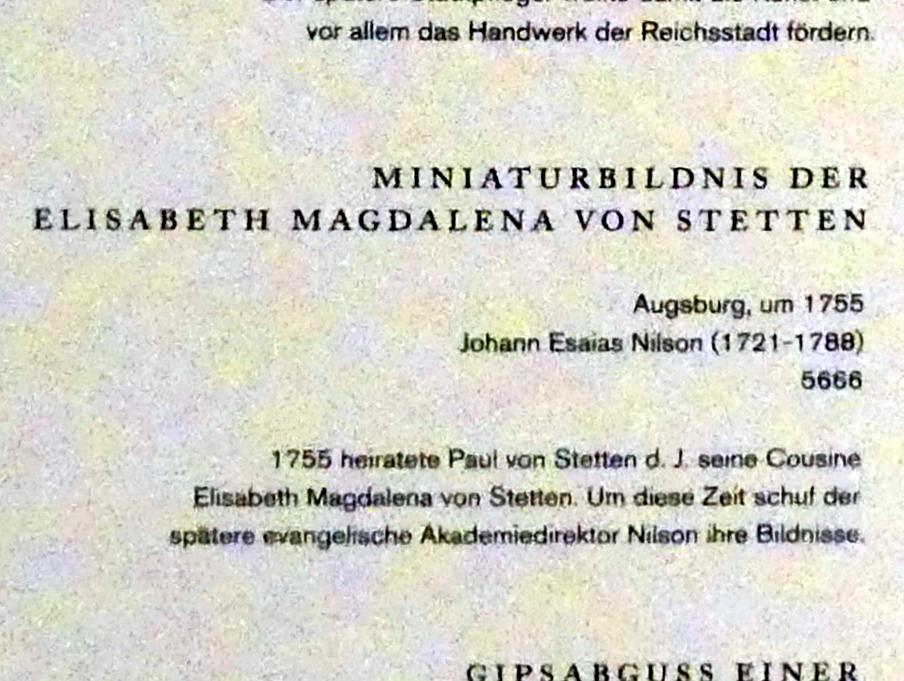 vor allem das Handwerk der Reichsstadt fördern.
MINIATURBILDNIS DER
ELISABETH MAGDALENA VON STETTEN
Augsburg, um 1755
Johann Esaias Nilson (1721-1788)
5666
1755 heiratete Paul von Stetten d. J. seine Cousine
Elisabeth Magdalena von Stetten. Um diese Zeit schuf der
spätere evangelische Akademiedirektor Nilson ihre Bildnisse.
GIPSABGUSS EINER